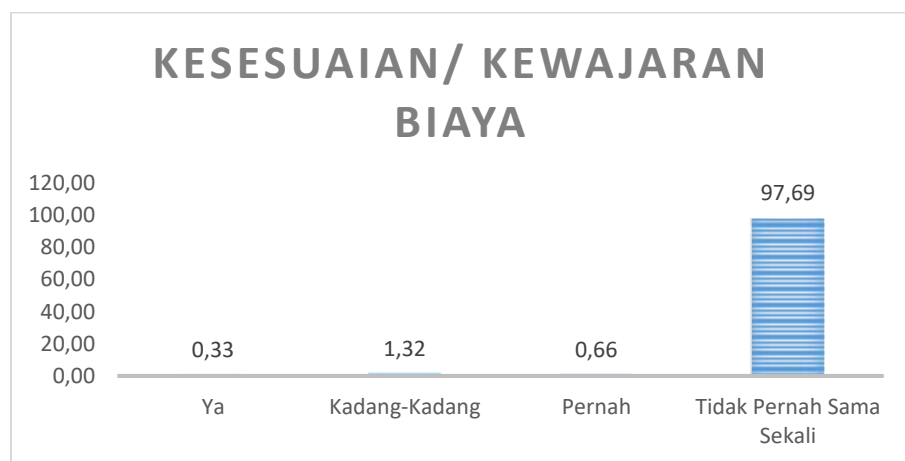 KESESUAIAN/ KEWAJARAN
BIAYA
120,00
100,00
80,00
60,00
40,00
20,00
0,00
0,33
1,32
0,66
97,69
Ya
Kadang-Kadang
Pernah
Tidak Pernah Sama
Sekali